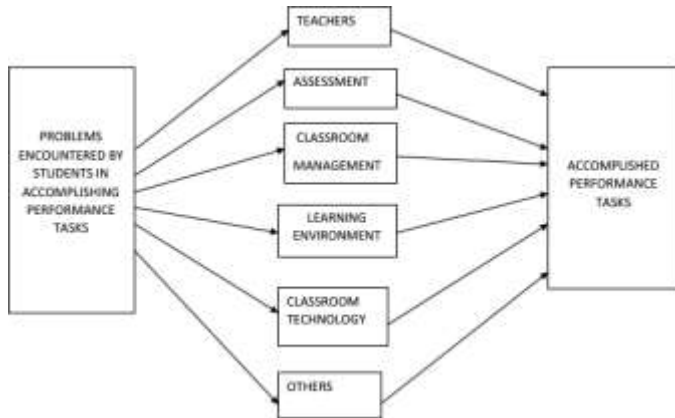 TEACHERS
ASSESSMENT
CLASSROOM
MANAGEMENT
PROBLEMS
ENCOUNTERED BY
STUDENTS IN
ACCOMPLISHING
PERFORMANCE
TASKS
LEARNING
ENVIRONMENT
CLASSROOM
TECHNOLOGY
OTHERS
ACCOMPLISHED
PERFORMANCE
TASKS